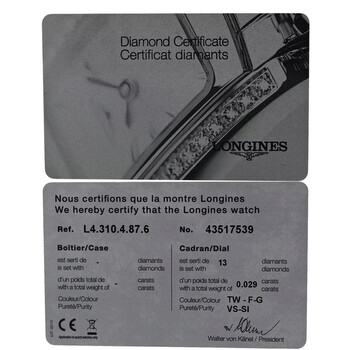 Diamond Certificate
Certificat diamants
LONGINES
Nous certifions que la montre Longines
We hereby certify that the Longines watch
Ref. L4.310.4.87.6 No. 43517539
Boîtier/Case Cadran/Dial
est serti de - diamants est serti de 13 diamants
is set with diamonds is set with diamonds
d'un poids total de - carats d'un poids total de 0.029 carats
with a total weight of carats with a total weight of carats
Couleur/Colour Couleur/Colour TW - F-G
Pureté/Purity Pureté/Purity VS-SI
CE
Walter von Känel / President